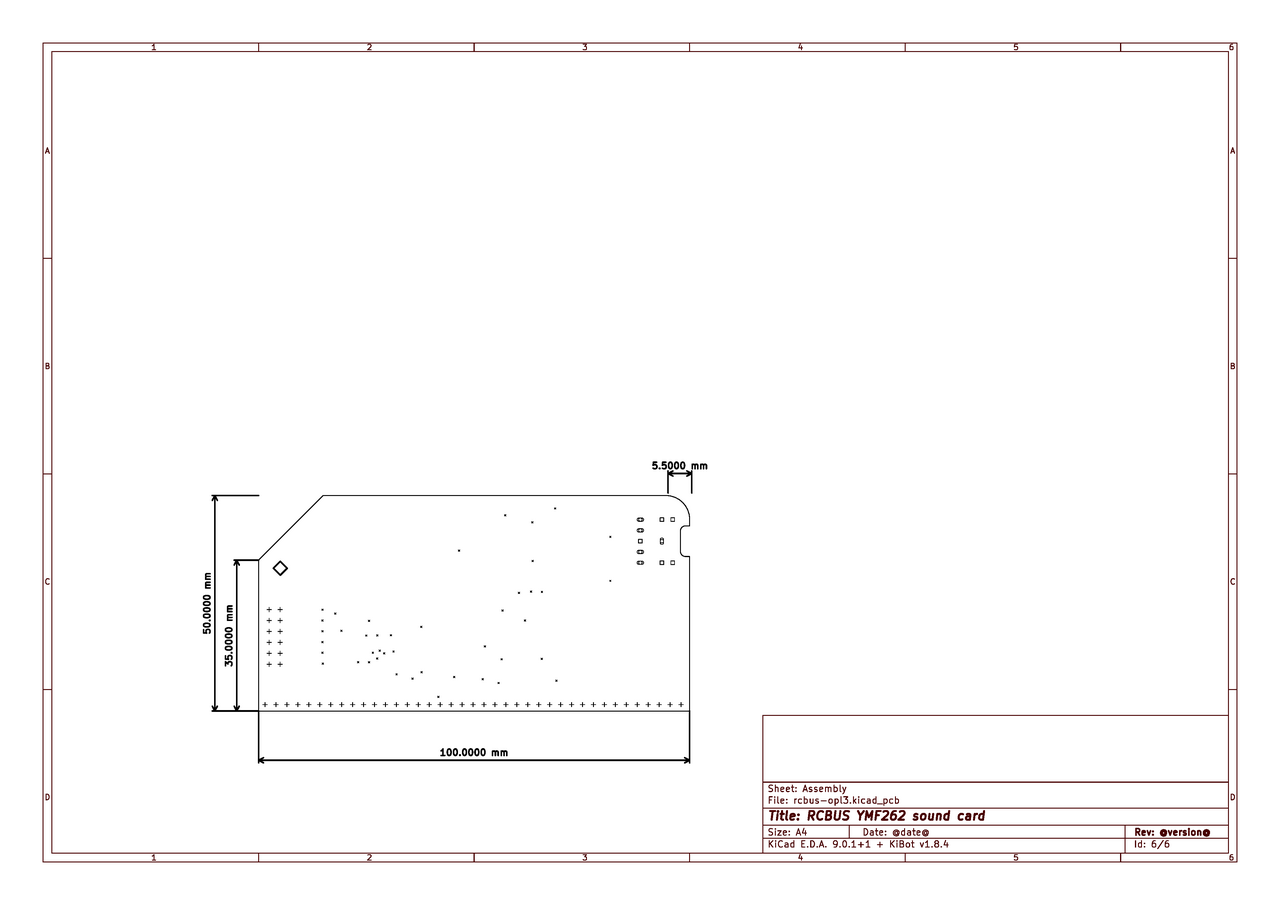 1 2 3 4 5 6
A A
B B
5.5000 mm
50.0000 mm
35.0000 mm
C C
100.0000 mm
D D
Sheet: Assembly
File: rcbus-opl3.kicad_pcb
Title: RCBUS YMF262 sound card
Size: A4 Date: @date@ Rev: @version@
KiCad E.D.A. 9.0.1+1 + KiBot v1.8.4 Id: 6/6
1 2 3 4 5 6